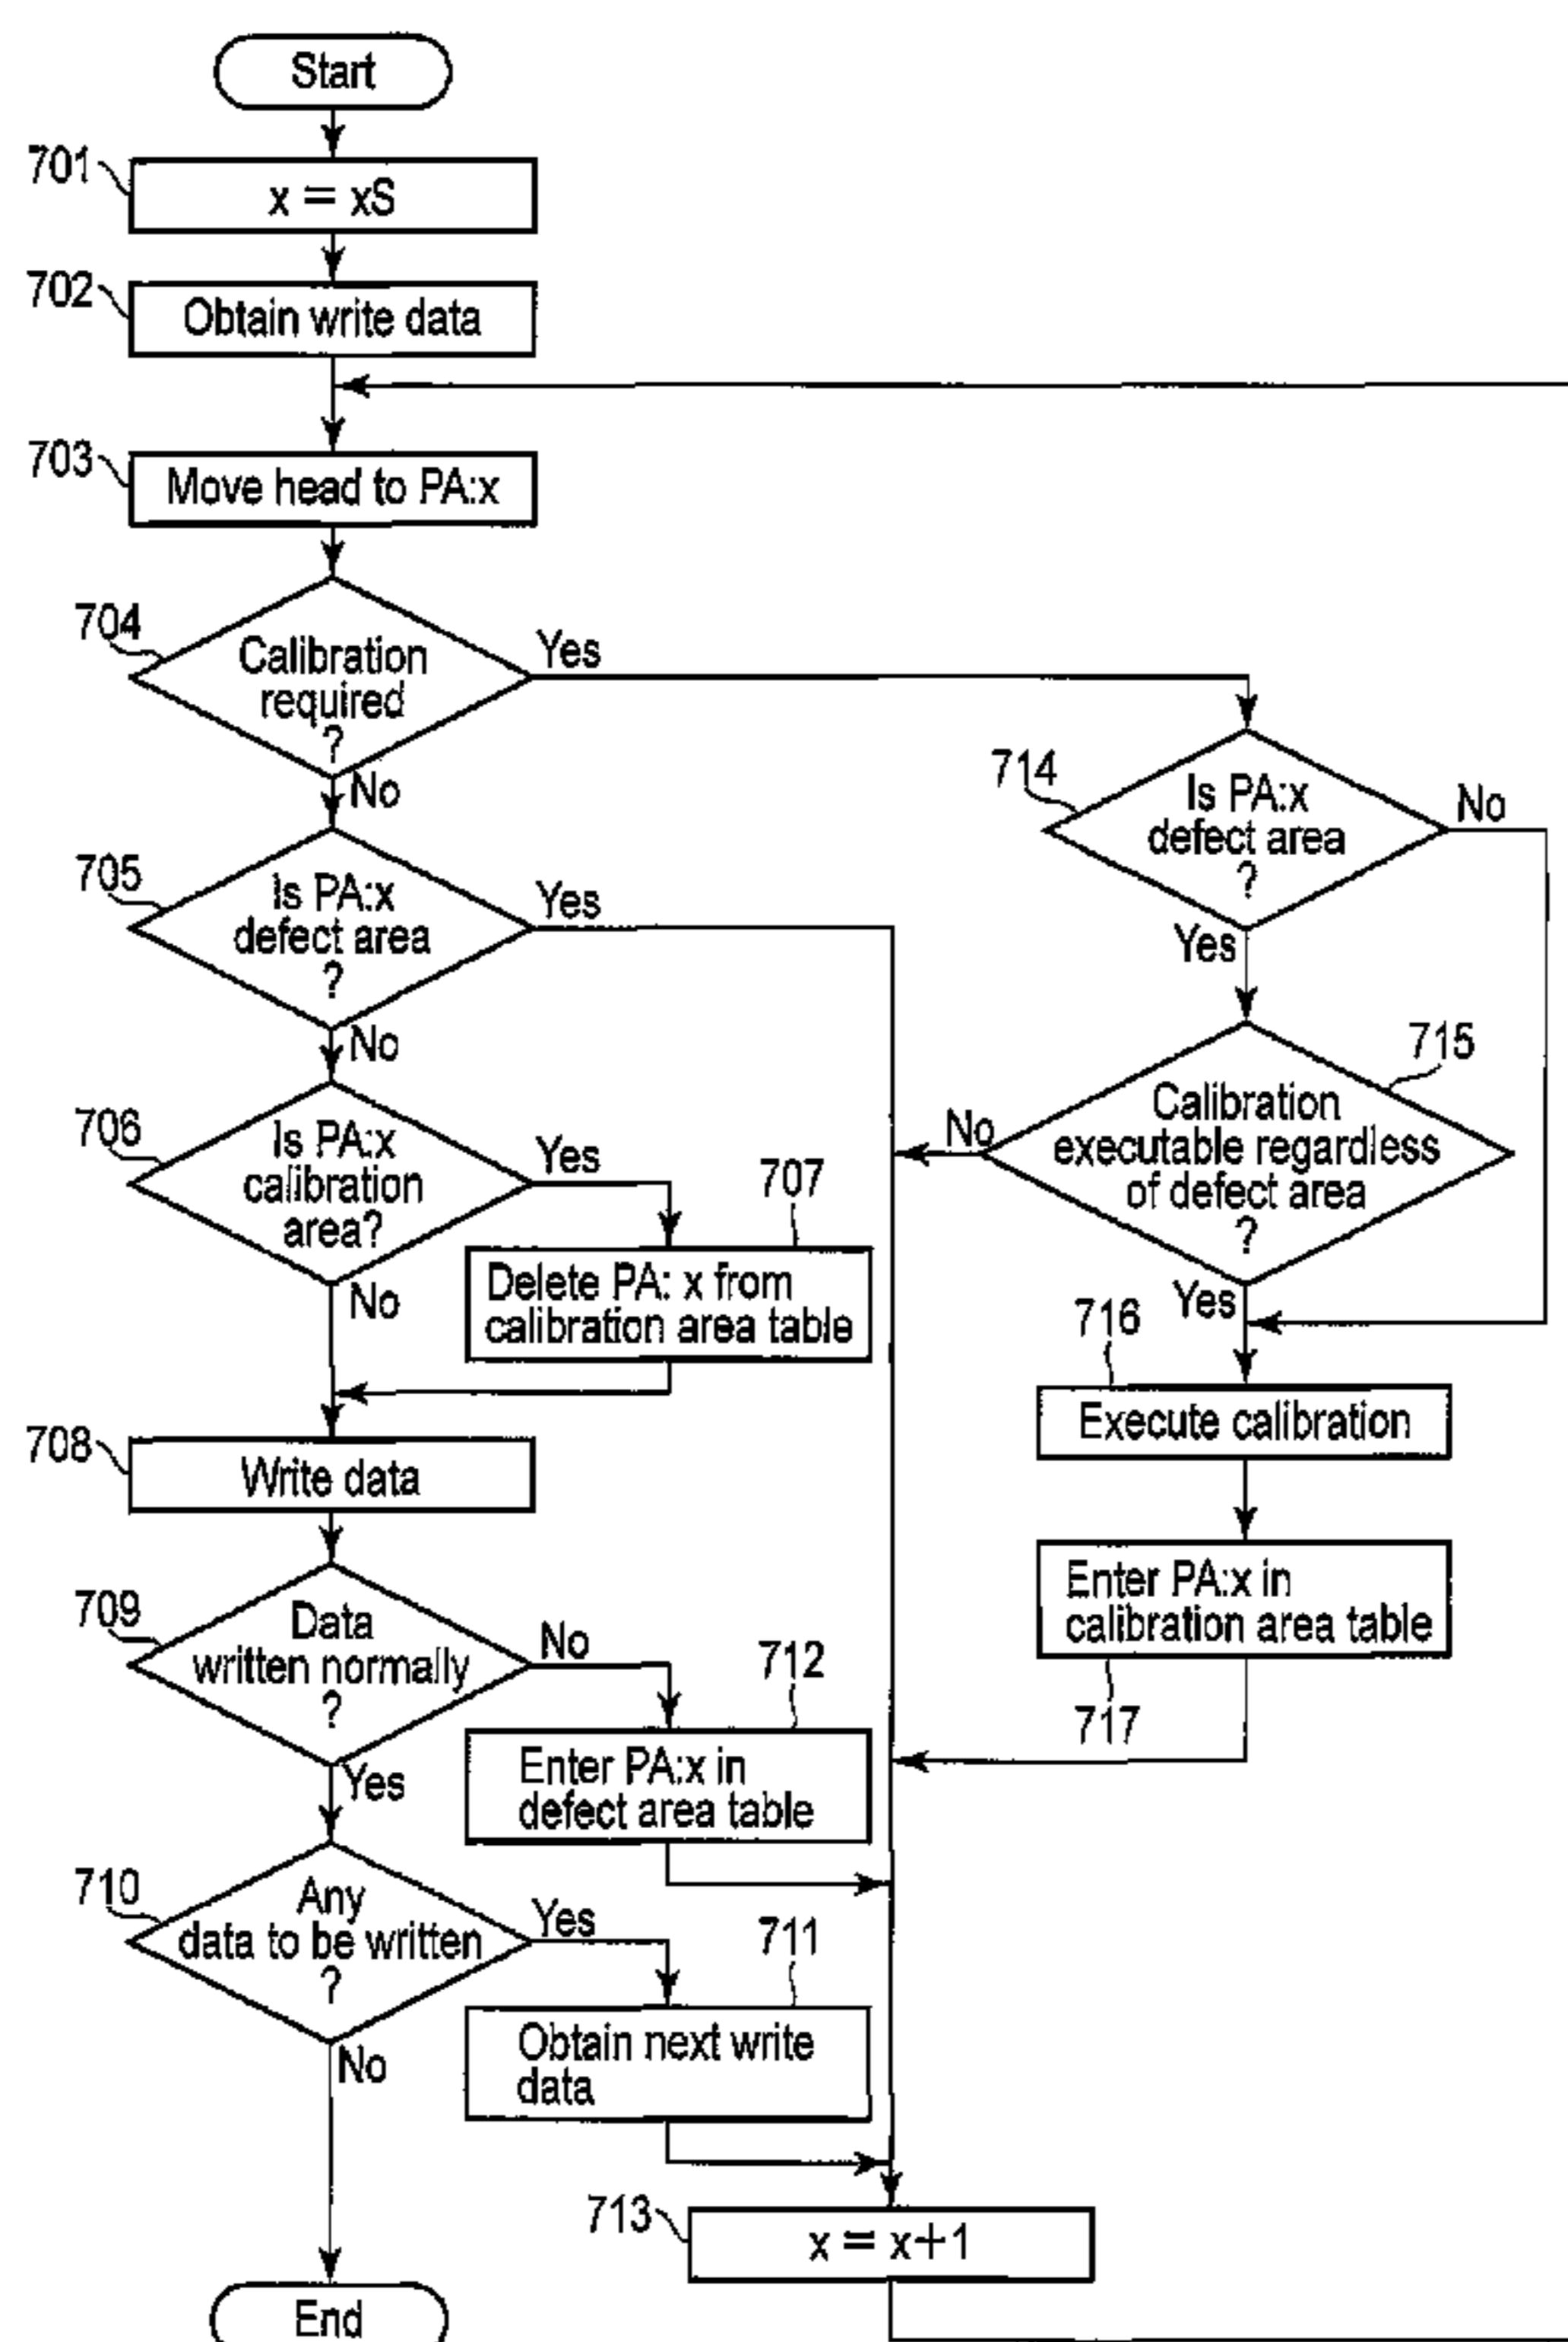 Start
701
x = xS
702
Obtain write data
703
Move head to PA:x
704
Calibration
required
?
Yes
No
714
Is PA:x
defect area
?
No
Yes
705
Is PA:x
defect area
?
Yes
No
715
Calibration
executable regardless
of defect area
?
No
Yes
706
Is PA:x
calibration
area?
Yes
No
707
Delete PA: x from
calibration area table
716
Execute calibration
708
Write data
717
Enter PA:x in
calibration area table
709
Data
written normally
?
No
Yes
712
Enter PA:x in
defect area table
710
Any
data to be written
?
Yes
No
711
Obtain next write
data
713
x = x+1
End